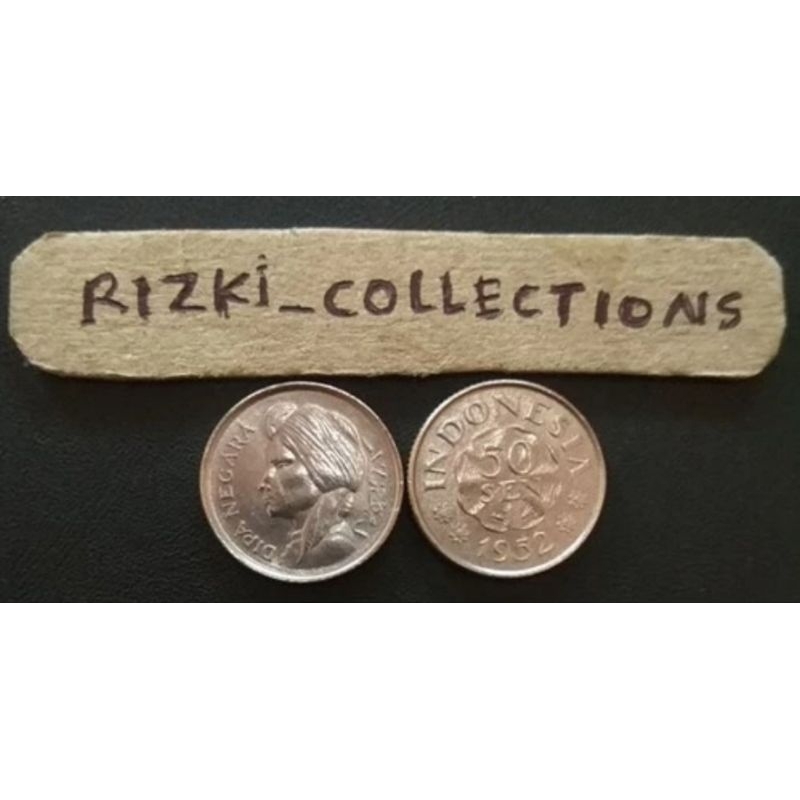 RIZKI_COLLECTIONS
DIPA NEGARA
INDONESIA
50
SEN
1952